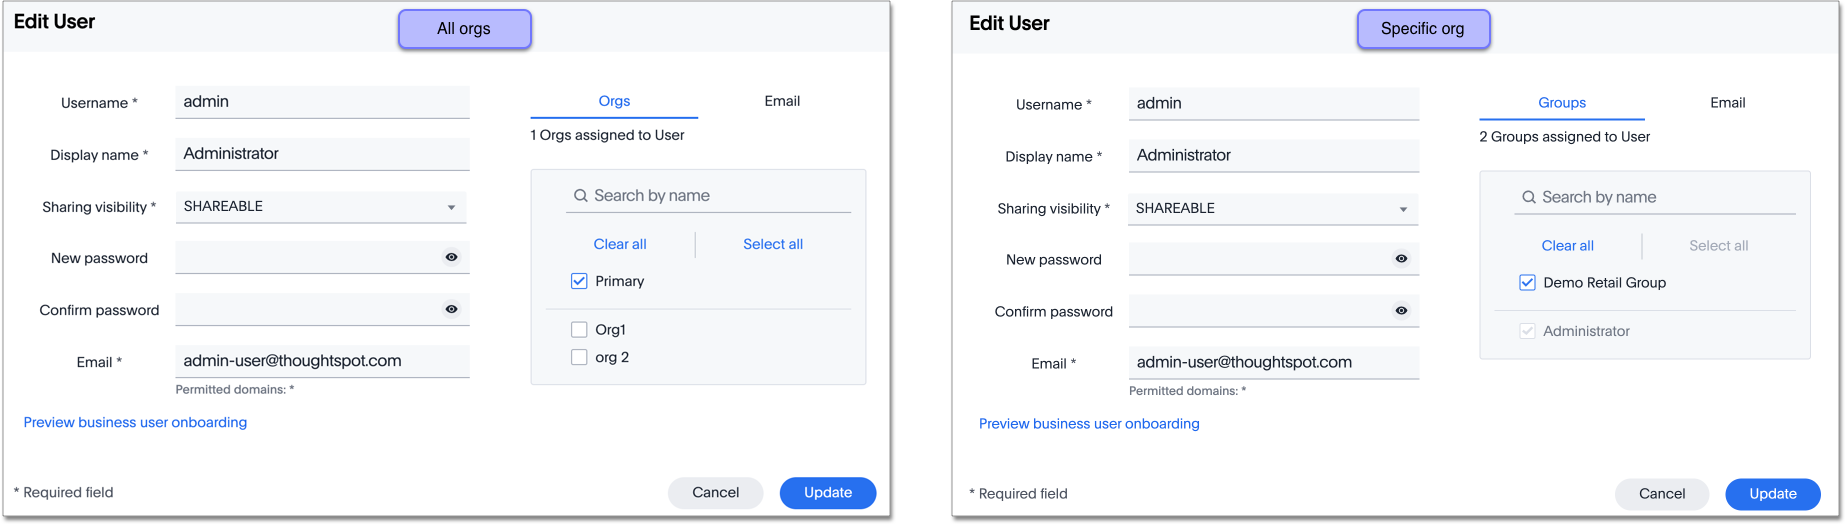 Edit User
All orgs
Username *
admin
Display name *
Administrator
Sharing visibility *
SHAREABLE
New password
Confirm password
Email *
admin-user@thoughtspot.com
Permitted domains: *
Preview business user onboarding
Orgs Email
1 Orgs assigned to User
Search by name
Clear all Select all
Primary
Org1
org 2
* Required field
Cancel Update
Edit User
Specific org
Username *
admin
Display name *
Administrator
Sharing visibility *
SHAREABLE
New password
Confirm password
Email *
admin-user@thoughtspot.com
Permitted domains: *
Preview business user onboarding
Groups Email
2 Groups assigned to User
Search by name
Clear all Select all
Demo Retail Group
Administrator
* Required field
Cancel Update